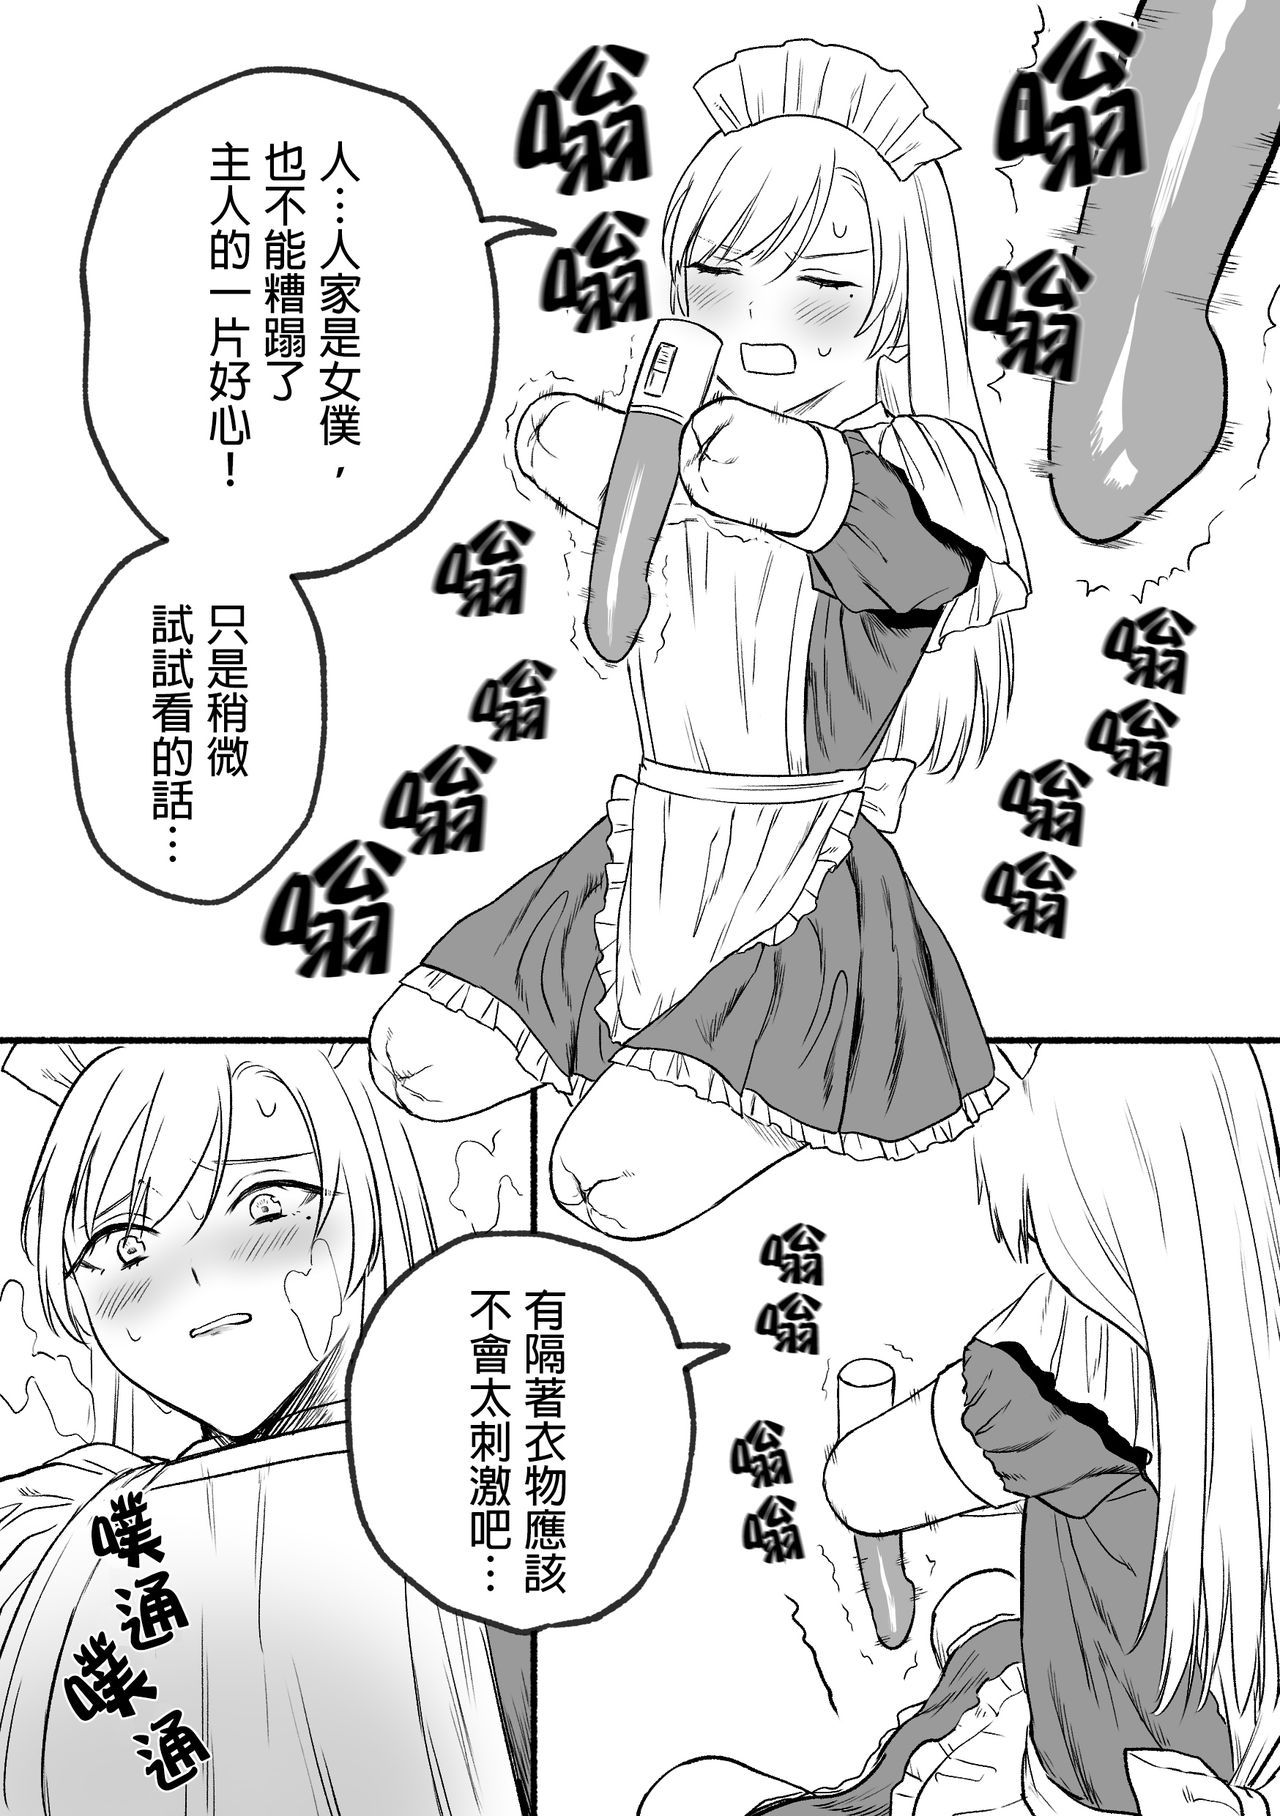 嗡
嗡
嗡
嗡
人…人家是女僕，
也不能糟蹋了
主人的一片好心！
只是稍微
試試看的話…
嗡
嗡
嗡
嗡
嗡
嗡
嗡
嗡
嗡
嗡
嗡
嗡
有隔著衣物應該
不會太刺激吧…
噗通
噗通